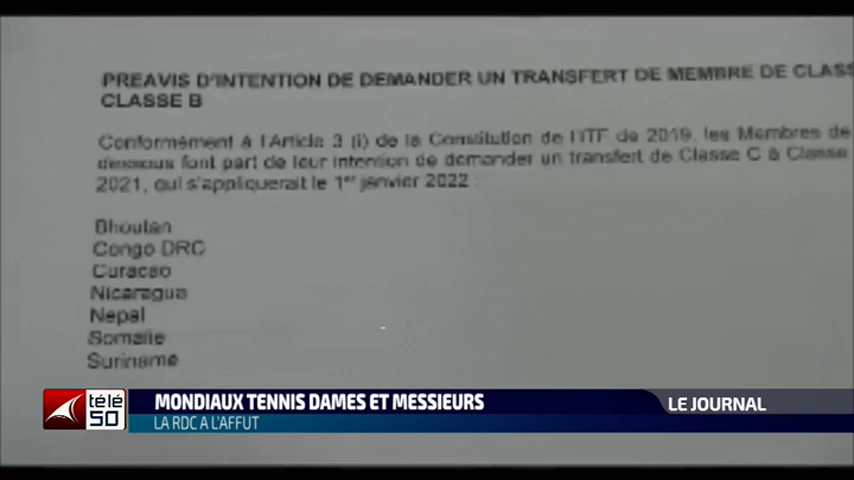 PREAVIS D'INTENTION DE DEMANDER UN TRANSFERT DE MEMBRE DE CLASS
CLASSE B
Conformément à l'Article 3 (i) de la Constitution de l'ITF de 2019, les Membres de
dessous font part de leur intention de demander un transfert de Classe C à Classe
2021, qui s'appliquerait le 1er janvier 2022 :
Bhoutan
Congo DRC
Curacao
Nicaragua
Nepal
Somalie
Suriname
télé 50
MONDIAUX TENNIS DAMES ET MESSIEURS
LE JOURNAL
LA RDC A L'AFFUT